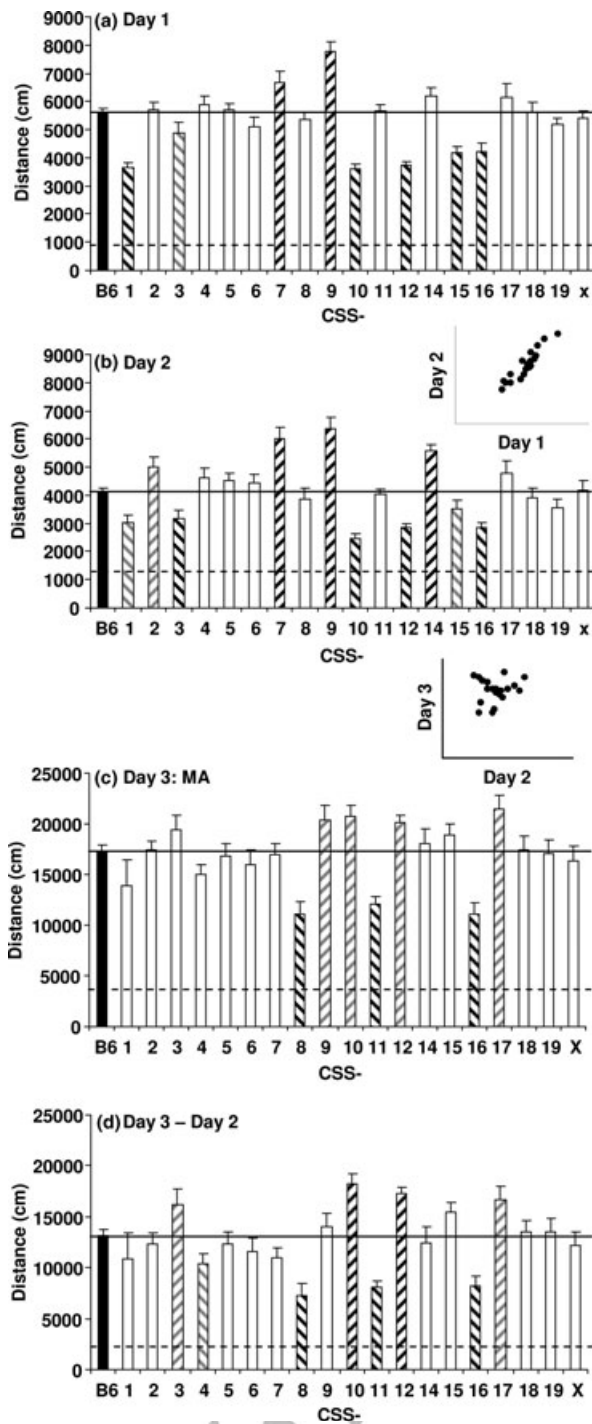 (a) Day 1
Distance (cm)
9000
8000
7000
6000
5000
4000
3000
2000
1000
0
B6 1 2 3 4 5 6 7 8 9 10 11 12 14 15 16 17 18 19 x
CSS-
Day 2
Day 1
(b) Day 2
Distance (cm)
9000
8000
7000
6000
5000
4000
3000
2000
1000
0
B6 1 2 3 4 5 6 7 8 9 10 11 12 14 15 16 17 18 19 x
CSS-
Day 3
Day 2
(c) Day 3: MA
Distance (cm)
25000
20000
15000
10000
5000
0
B6 1 2 3 4 5 6 7 8 9 10 11 12 14 15 16 17 18 19 X
CSS-
(d) Day 3 – Day 2
Distance (cm)
25000
20000
15000
10000
5000
0
B6 1 2 3 4 5 6 7 8 9 10 11 12 14 15 16 17 18 19 X
CSS-